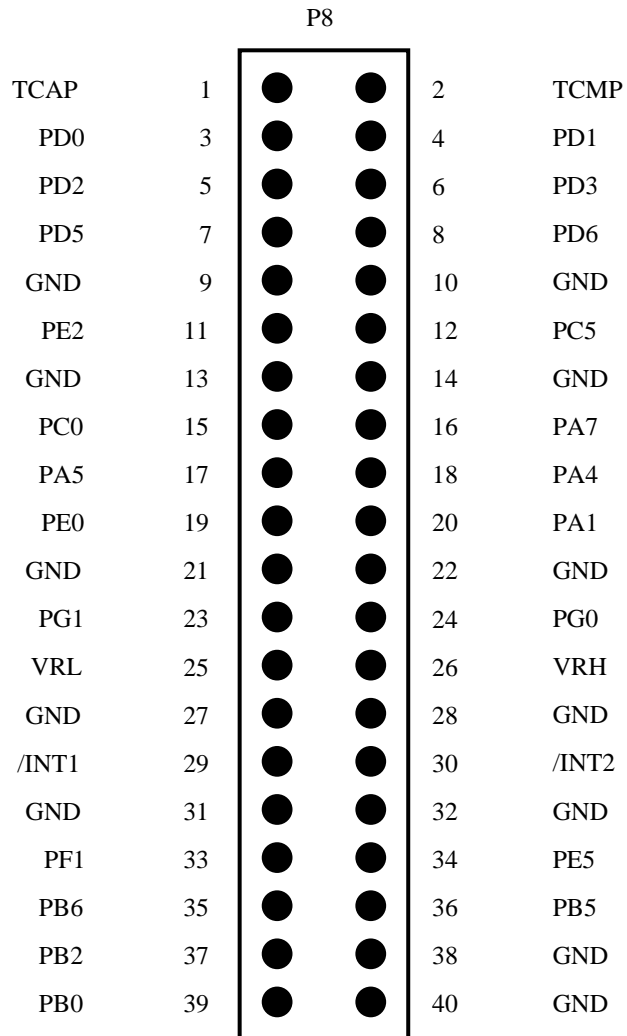 P8
TCAP 1 2 TCMP
PD0 3 4 PD1
PD2 5 6 PD3
PD5 7 8 PD6
GND 9 10 GND
PE2 11 12 PC5
GND 13 14 GND
PC0 15 16 PA7
PA5 17 18 PA4
PE0 19 20 PA1
GND 21 22 GND
PG1 23 24 PG0
VRL 25 26 VRH
GND 27 28 GND
/INT1 29 30 /INT2
GND 31 32 GND
PF1 33 34 PE5
PB6 35 36 PB5
PB2 37 38 GND
PB0 39 40 GND